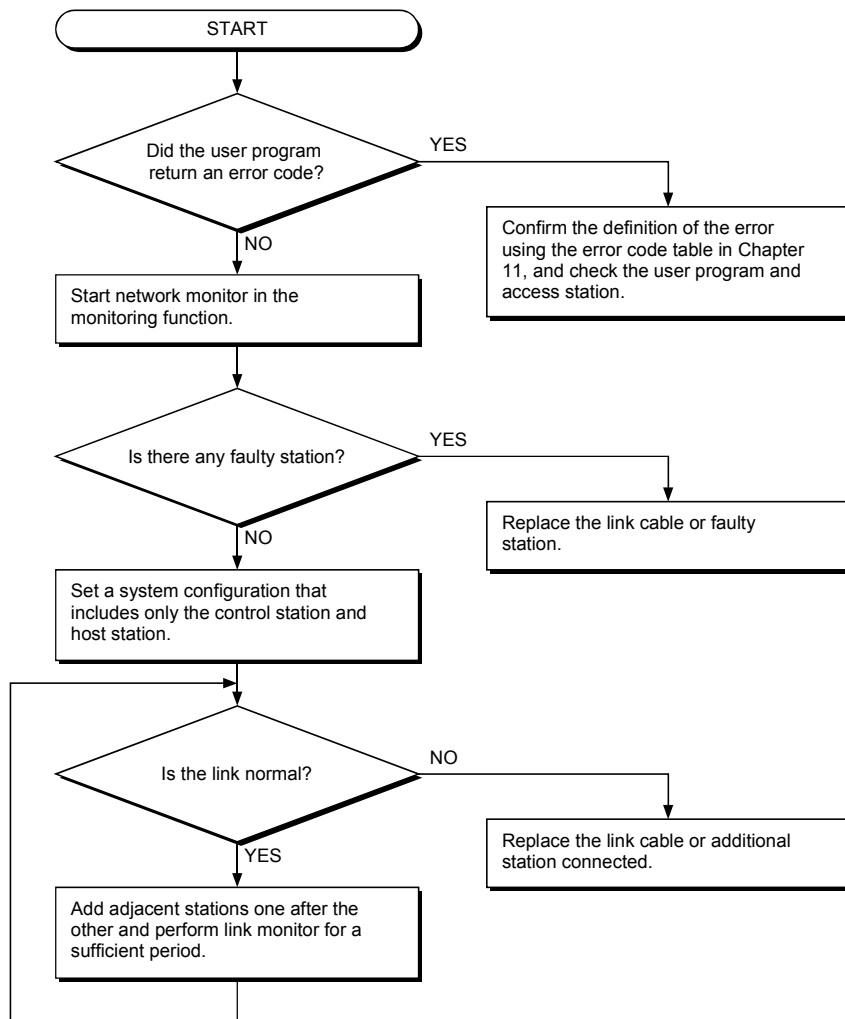 START
Did the user program
return an error code?
YES
Confirm the definition of the error
using the error code table in Chapter
11, and check the user program and
access station.
NO
Start network monitor in the
monitoring function.
Is there any faulty station?
YES
Replace the link cable or faulty
station.
NO
Set a system configuration that
includes only the control station and
host station.
Is the link normal?
NO
Replace the link cable or additional
station connected.
YES
Add adjacent stations one after the
other and perform link monitor for a
sufficient period.